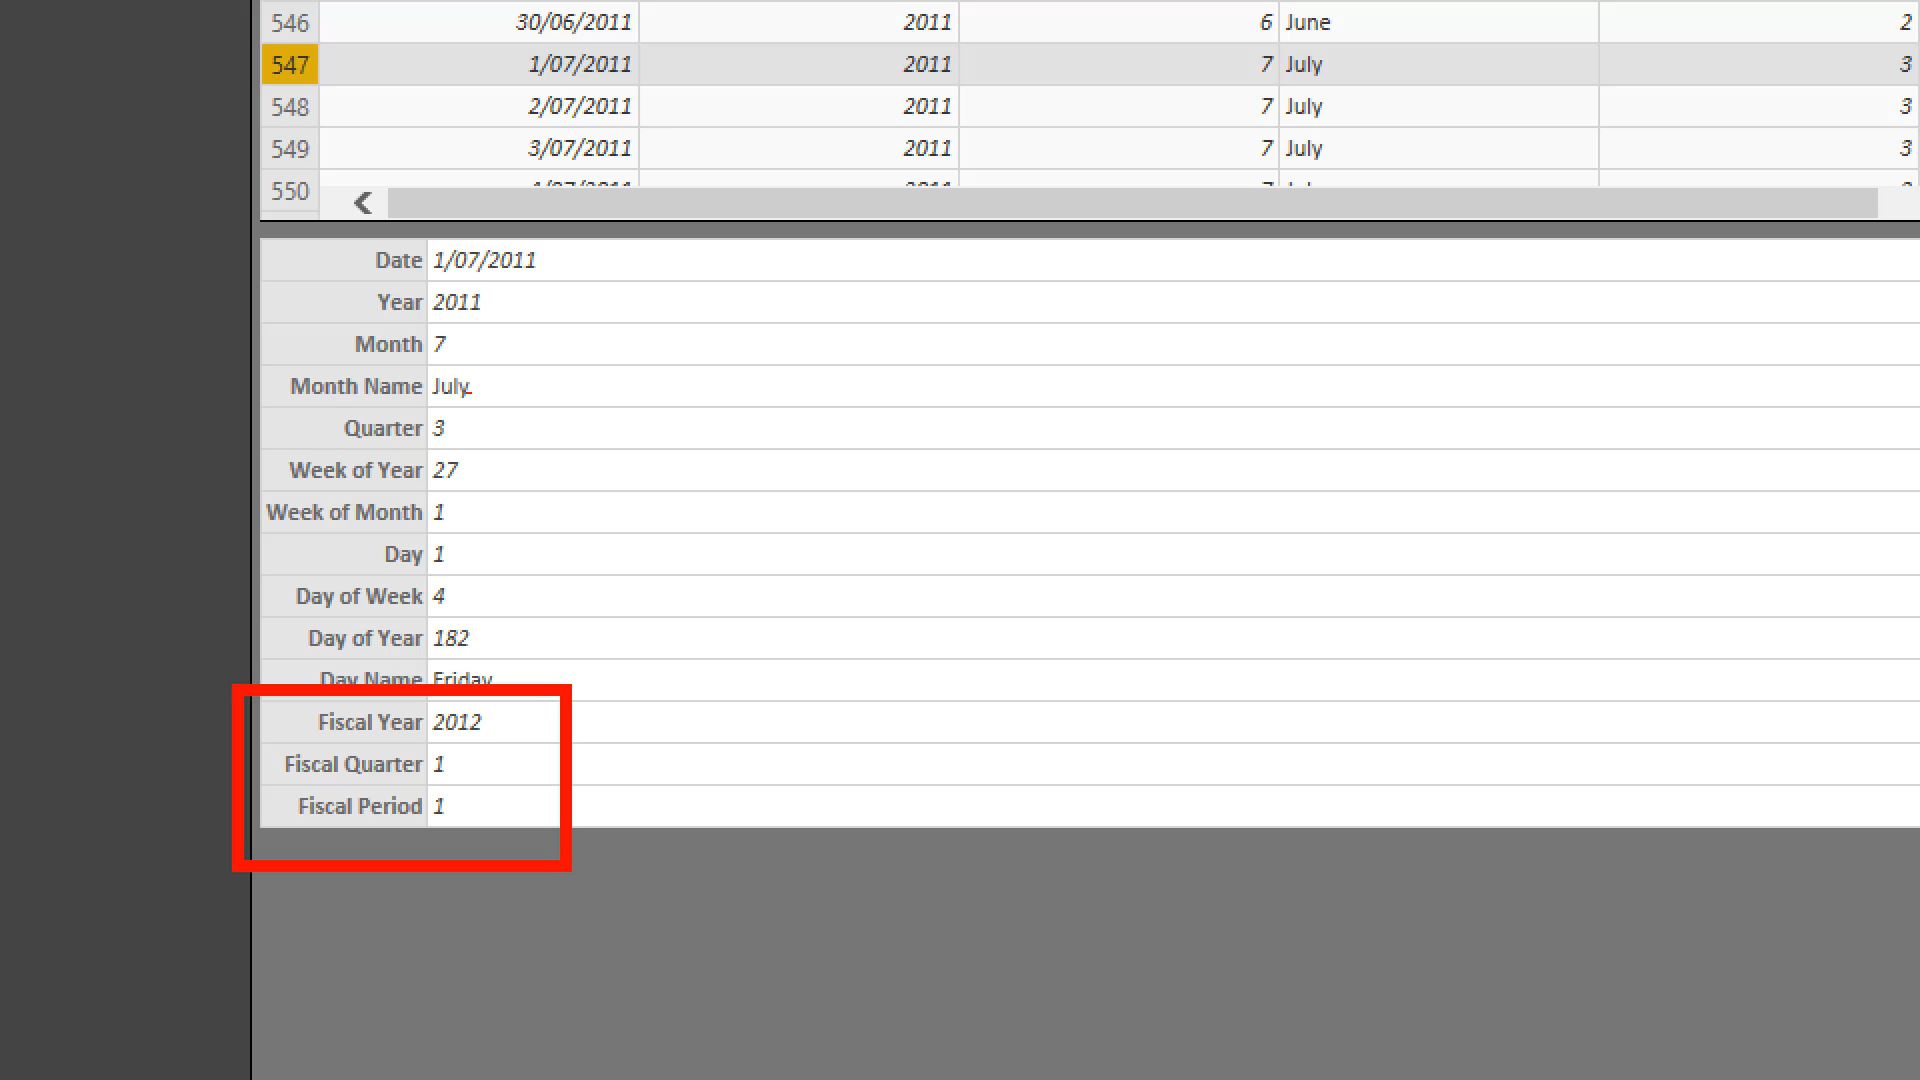 546 30/06/2011 2011 6 June 2
547 1/07/2011 2011 7 July 3
548 2/07/2011 2011 7 July 3
549 3/07/2011 2011 7 July 3
550
Date 1/07/2011
Year 2011
Month 7
Month Name July
Quarter 3
Week of Year 27
Week of Month 1
Day 1
Day of Week 4
Day of Year 182
Day Name Friday
Fiscal Year 2012
Fiscal Quarter 1
Fiscal Period 1